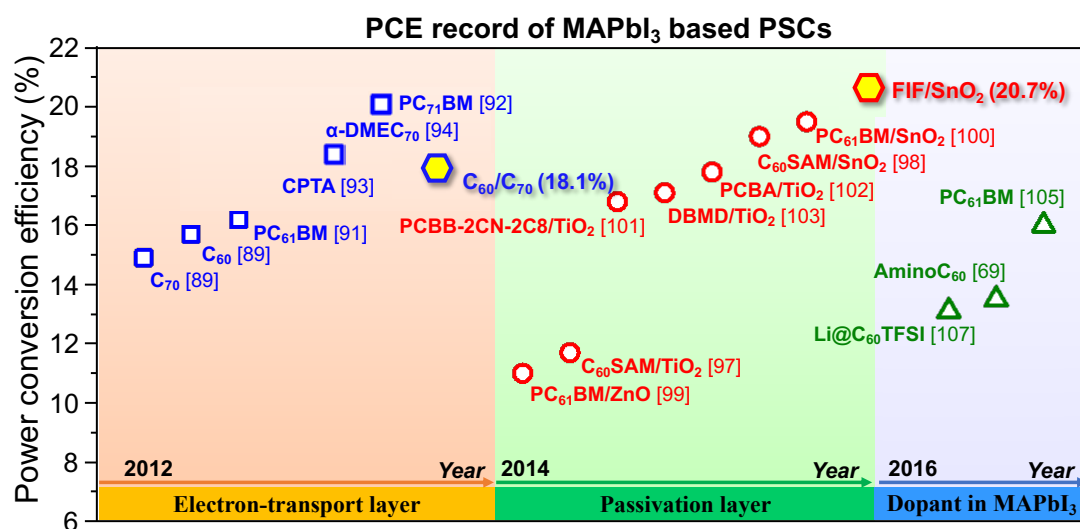 PCE record of MAPbI₃ based PSCs
Power conversion efficiency (%)
22
20
18
16
14
12
10
8
6
PC₇₁BM [92]
α-DMEC₇₀ [94]
CPTA [93]
C₆₀/C₇₀ (18.1%)
PC₆₁BM [91]
C₆₀ [89]
C₇₀ [89]
FIF/SnO₂ (20.7%)
PC₆₁BM/SnO₂ [100]
C₆₀SAM/SnO₂ [98]
PCBA/TiO₂ [102]
DBMD/TiO₂ [103]
PCBB-2CN-2C8/TiO₂ [101]
C₆₀SAM/TiO₂ [97]
PC₆₁BM/ZnO [99]
PC₆₁BM [105]
AminoC₆₀ [69]
Li@C₆₀TFSI [107]
2012 Year 2014 Year 2016 Year
Electron-transport layer Passivation layer Dopant in MAPbI₃